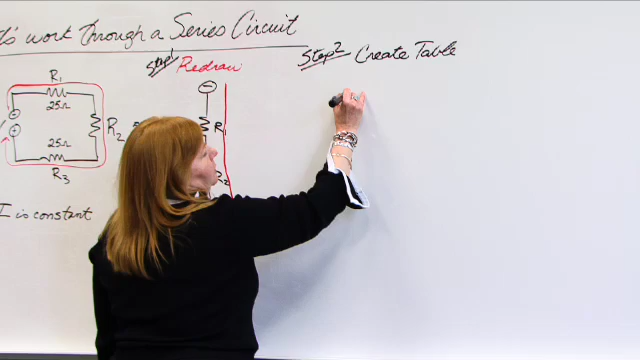 work through a Series Circuit
Step 1 Redraw
Step 2 Create Table
R1
25Ω
R2
25Ω
R3
I is constant
R1
R2